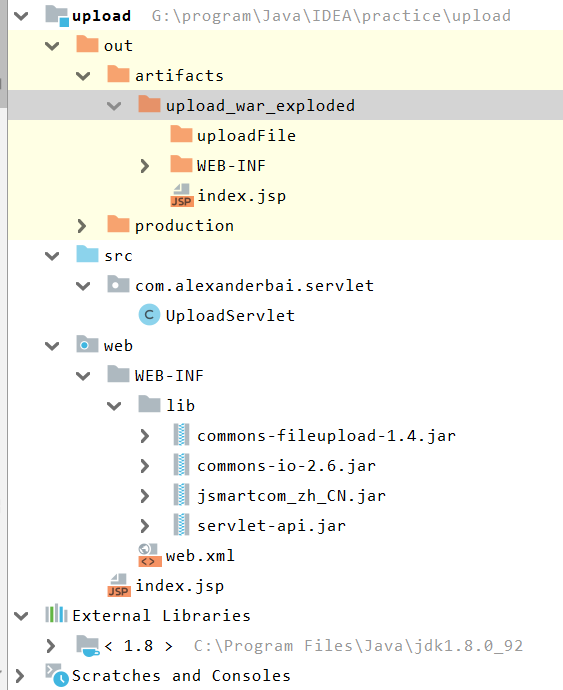 upload G:\program\Java\IDEA\practice\upload
out
artifacts
upload_war_exploded
uploadFile
WEB-INF
JSP index.jsp
production
src
com.alexanderbai.servlet
C UploadServlet
web
WEB-INF
lib
commons-fileupload-1.4.jar
commons-io-2.6.jar
jsmartcom_zh_CN.jar
servlet-api.jar
<> web.xml
JSP index.jsp
External Libraries
< 1.8 > C:\Program Files\Java\jdk1.8.0_92
Scratches and Consoles